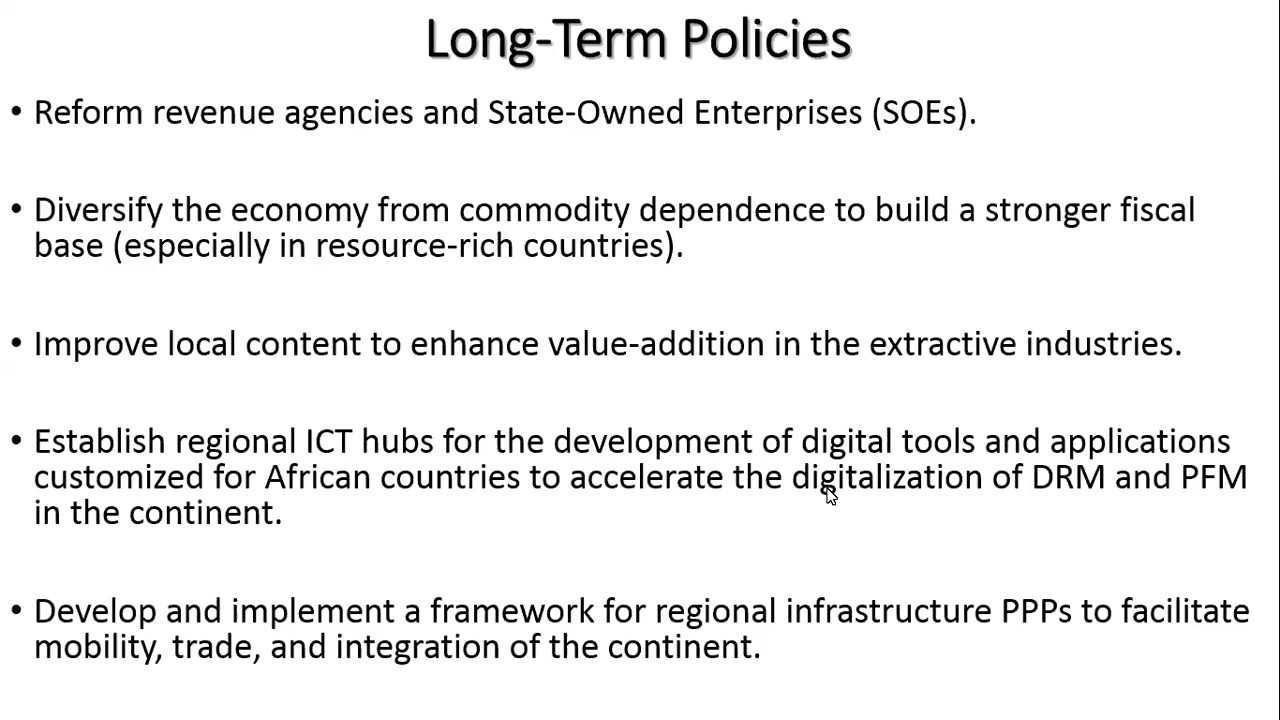 Long-Term Policies
• Reform revenue agencies and State-Owned Enterprises (SOEs).
• Diversify the economy from commodity dependence to build a stronger fiscal
base (especially in resource-rich countries).
• Improve local content to enhance value-addition in the extractive industries.
• Establish regional ICT hubs for the development of digital tools and applications
customized for African countries to accelerate the digitalization of DRM and PFM
in the continent.
• Develop and implement a framework for regional infrastructure PPPs to facilitate
mobility, trade, and integration of the continent.